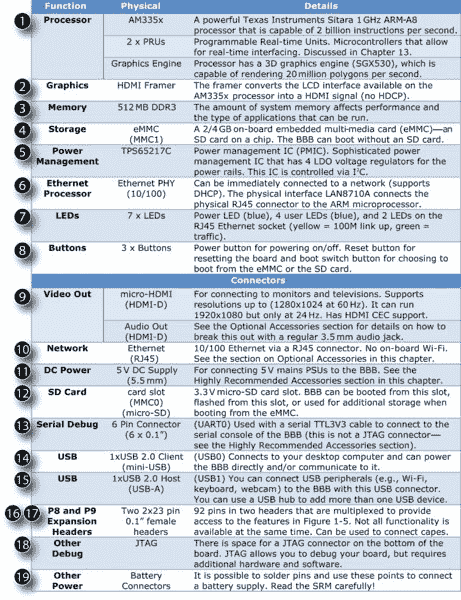 Function Physical Details
1 Processor AM335x A powerful Texas Instruments Sitara 1 GHz ARM-A8
processor that is capable of 2 billion instructions per second.
2 x PRUs Programmable Real-time Units. Microcontrollers that allow
for real-time interfacing. Discussed in Chapter 13.
Graphics Engine Processor has a 3D graphics engine (SGX530), which is
capable of rendering 20 million polygons per second.
2 Graphics HDMI Framer The framer converts the LCD interface available on the
AM335x processor into a HDMI signal (no HDCP).
3 Memory 512 MB DDR3 The amount of system memory affects performance and
the type of applications that can be run.
4 Storage eMMC A 2/4 GB on-board embedded multi-media card (eMMC)—an
(MMC1) SD card on a chip. The BBB can boot without an SD card.
5 Power TPS65217C Power management IC (PMIC). Sophisticated power
Management management IC that has 4 LDO voltage regulators for the
power rails. This IC is controlled via I²C.
6 Ethernet Ethernet PHY Can be immediately connected to a network (supports
Processor (10/100) DHCP). The physical interface LAN8710A connects the
physical RJ45 connector to the ARM microprocessor.
7 LEDs 7 x LEDs Power LED (blue), 4 user LEDs (blue), and 2 LEDs on the
RJ45 Ethernet socket (yellow = 100M link up, green =
traffic).
8 Buttons 3 x Buttons Power button for powering on/off. Reset button for
resetting the board and boot switch button for choosing to
boot from the eMMC or the SD card.
Connectors
9 Video Out micro-HDMI For connecting to monitors and televisions. Supports
(HDMI-D) resolutions up to (1280x1024 at 60 Hz). It can run
1920x1080 but only at 24 Hz. Has HDMI CEC support.
Audio Out See the Optional Accessories section for details on how to
(HDMI-D) break this out with a regular 3.5 mm audio jack.
10 Network Ethernet 10/100 Ethernet via a RJ45 connector. No on-board Wi-Fi.
(RJ45) See the section on Optional Accessories in this chapter.
11 DC Power 5 V DC Supply For connecting 5 V mains PSUs to the BBB. See the
(5.5 mm) Highly Recommended Accessories section in this chapter.
12 SD Card card slot 3.3 V micro-SD card slot. BBB can be booted from this slot,
(MMC0) flashed from this slot, or used for additional storage when
(micro-SD) booting from the eMMC.
13 Serial Debug 6 Pin Connector (UART0) Used with a serial TTL3V3 cable to connect to the
(6 x 0.1") serial console of the BBB (this is not a JTAG connector—
see the Highly Recommended Accessories section).
14 USB 1xUSB 2.0 Client (USB0) Connects to your desktop computer and can power
(mini-USB) the BBB directly and/or communicate to it.
15 USB 1xUSB 2.0 Host (USB1) You can connect USB peripherals (e.g., Wi-Fi,
(USB-A) keyboard, webcam) to the BBB with this USB connector.
You can use a USB hub to add more than one USB device.
16 17 P8 and P9 Two 2x23 pin 92 pins in two headers that are multiplexed to provide
Expansion 0.1" female access to the features in Figure 1-5. Not all functionality is
Headers headers available at the same time. Can be used to connect capes.
18 Other JTAG There is space for a JTAG connector on the bottom of the
Debug board. JTAG allows you to debug your board, but requires
additional hardware and software.
19 Other Battery It is possible to solder pins and use these points to connect
Power Connectors a battery supply. Read the SRM carefully!